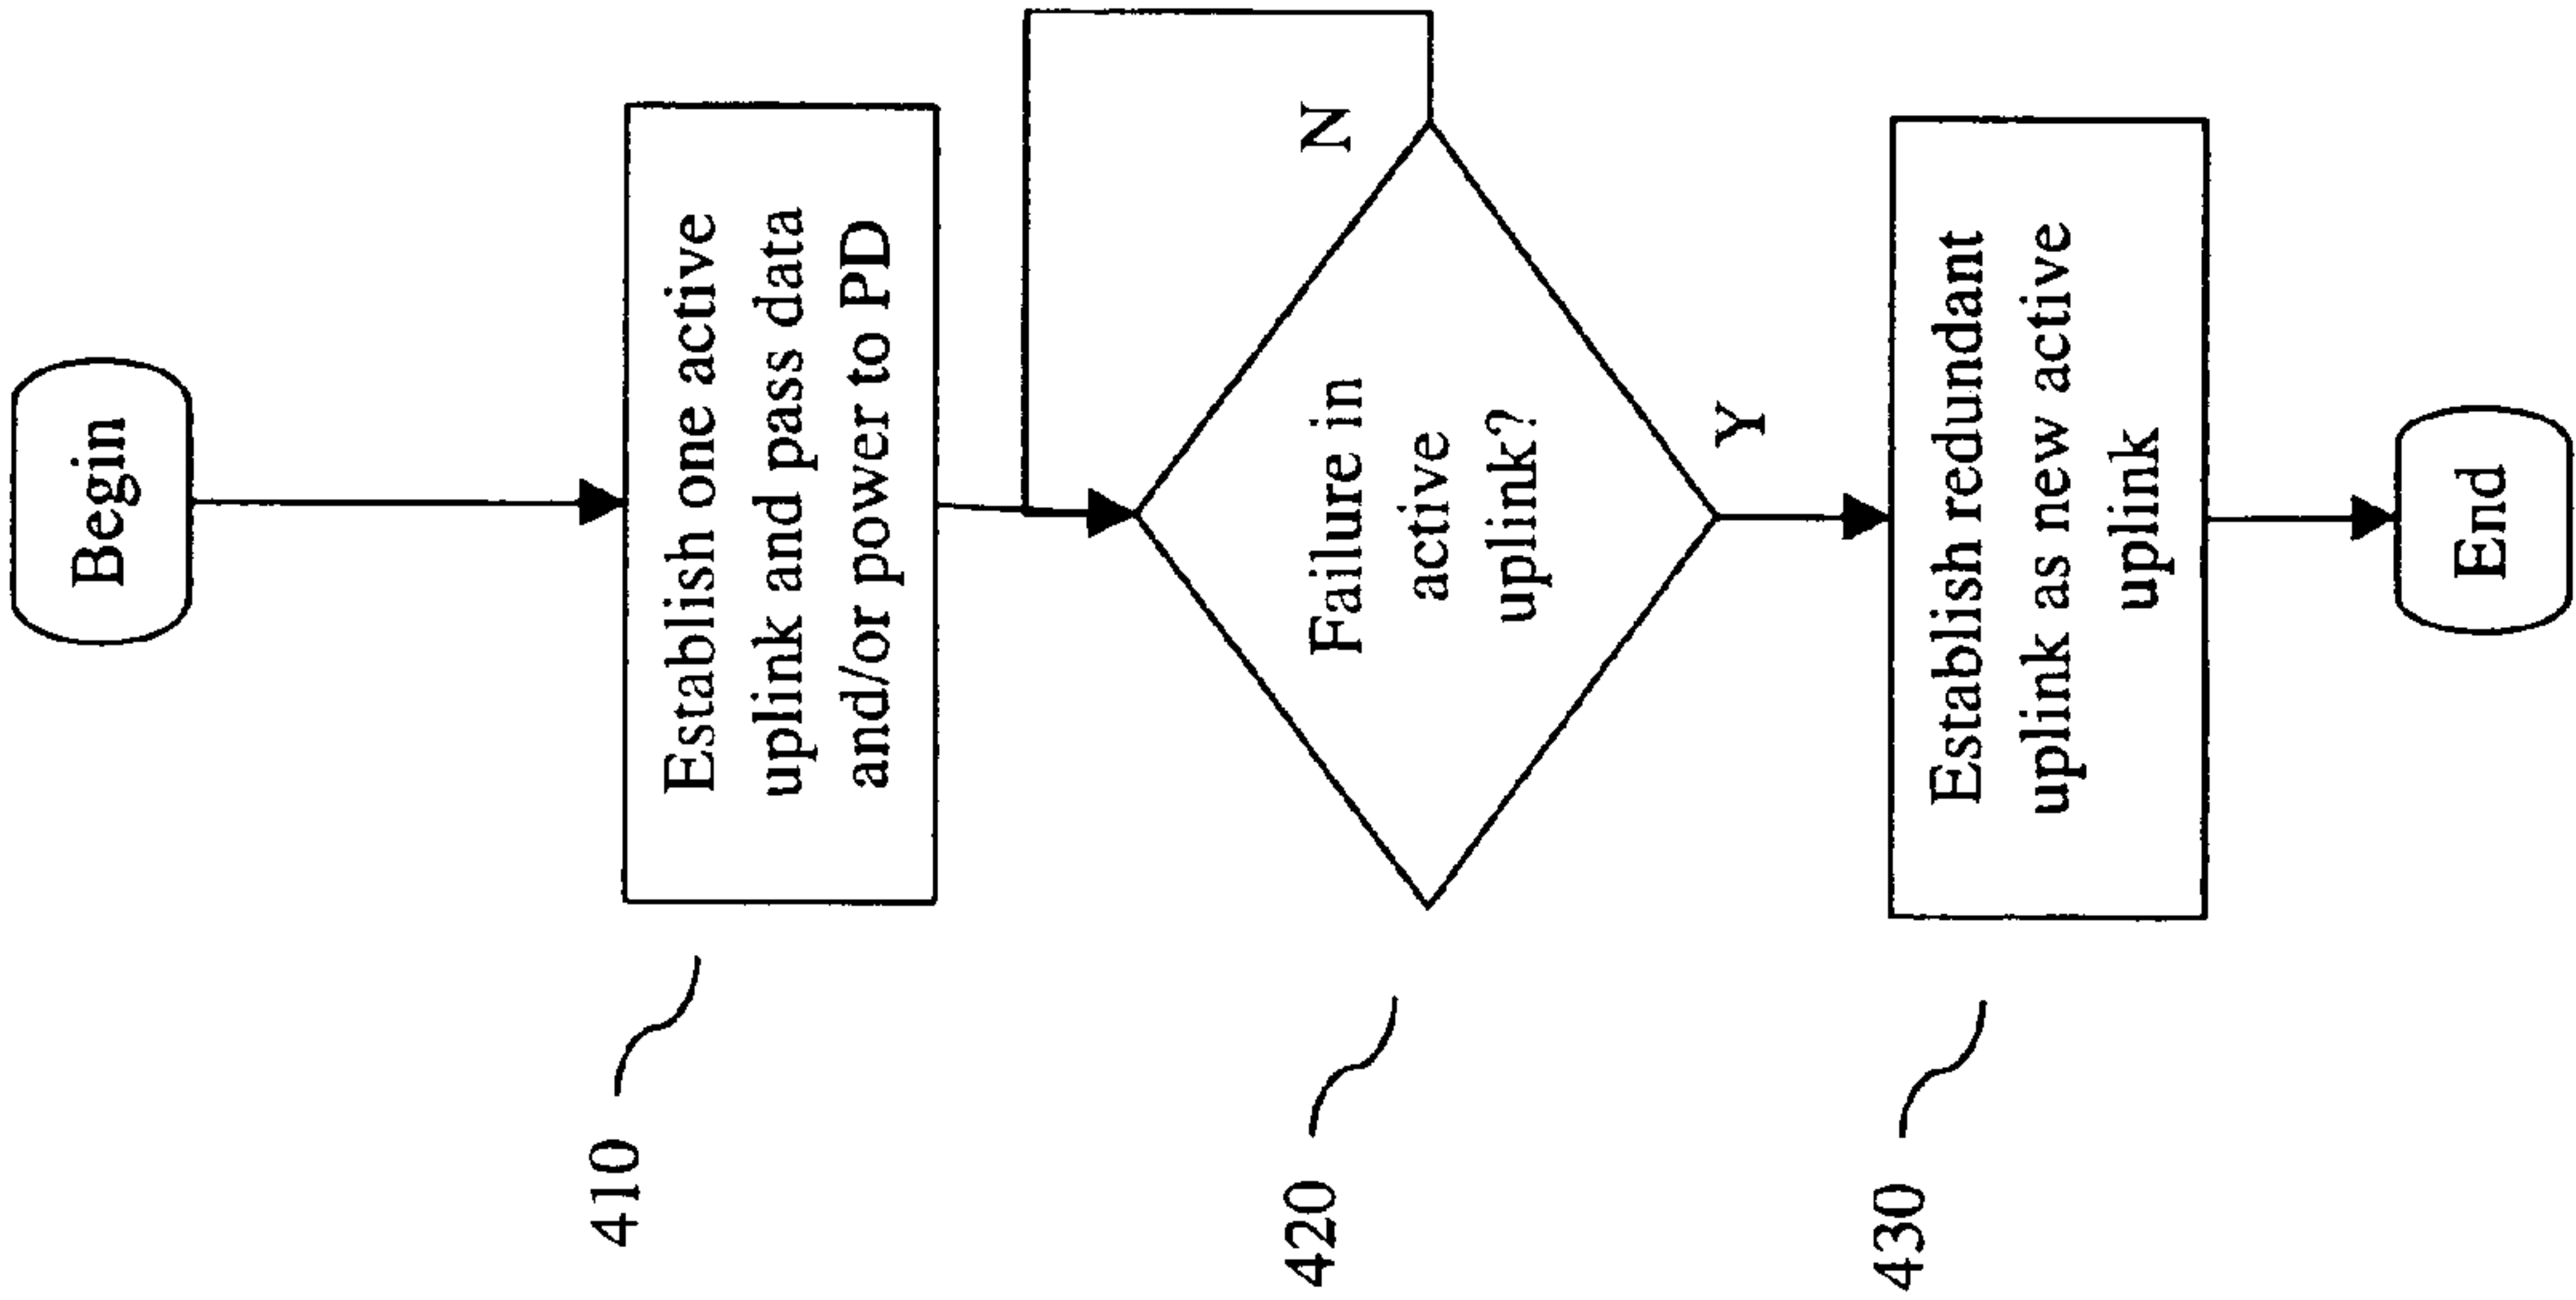 Begin
410
Establish one active
uplink and pass data
and/or power to PD
420
Failure in
active
uplink?
N
Y
430
Establish redundant
uplink as new active
uplink
End